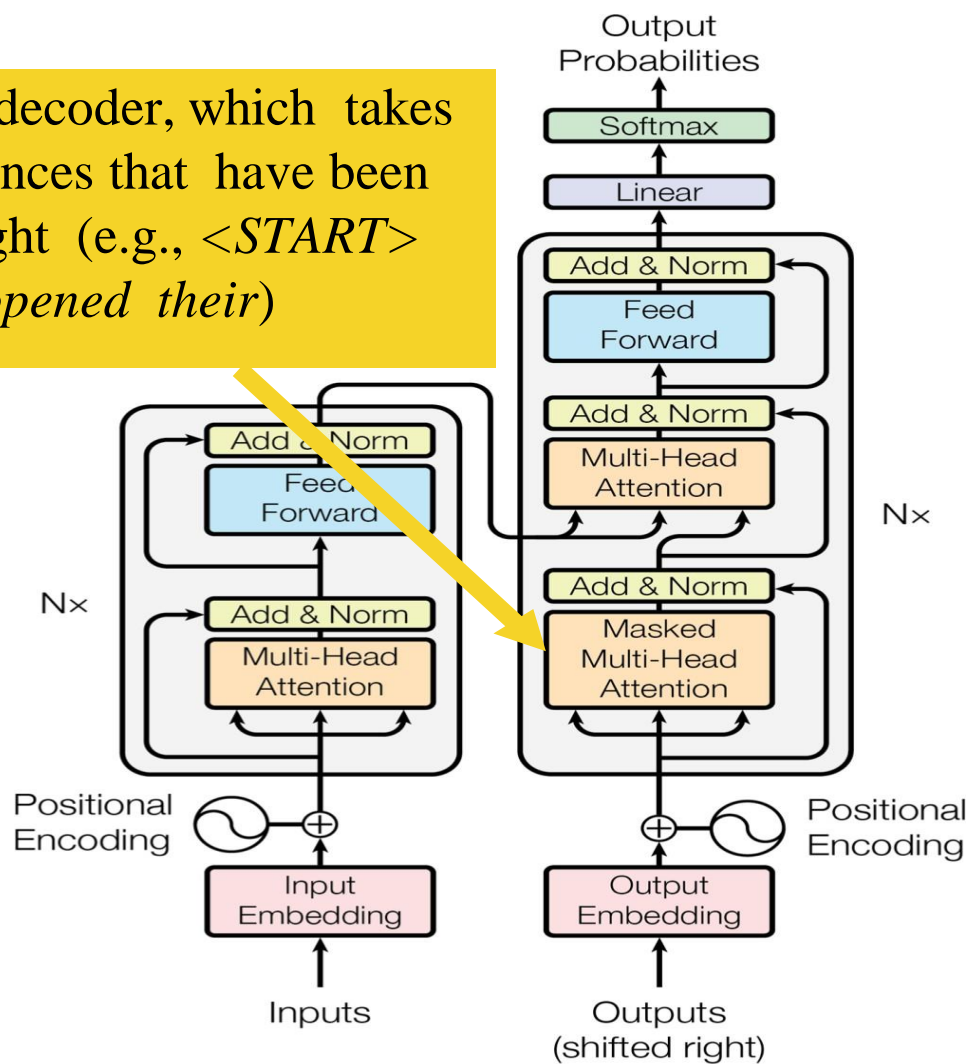 decoder, which takes
nces that have been
ght (e.g., <START>
pened their)
Output
Probabilities
Softmax
Linear
Add & Norm
Feed
Forward
Add & Norm
Multi-Head
Attention
Nx
Add & Norm
Masked
Multi-Head
Attention
Add & Norm
Feed
Forward
Nx
Add & Norm
Multi-Head
Attention
Positional
Encoding
Positional
Encoding
Input
Embedding
Output
Embedding
Inputs
Outputs
(shifted right)